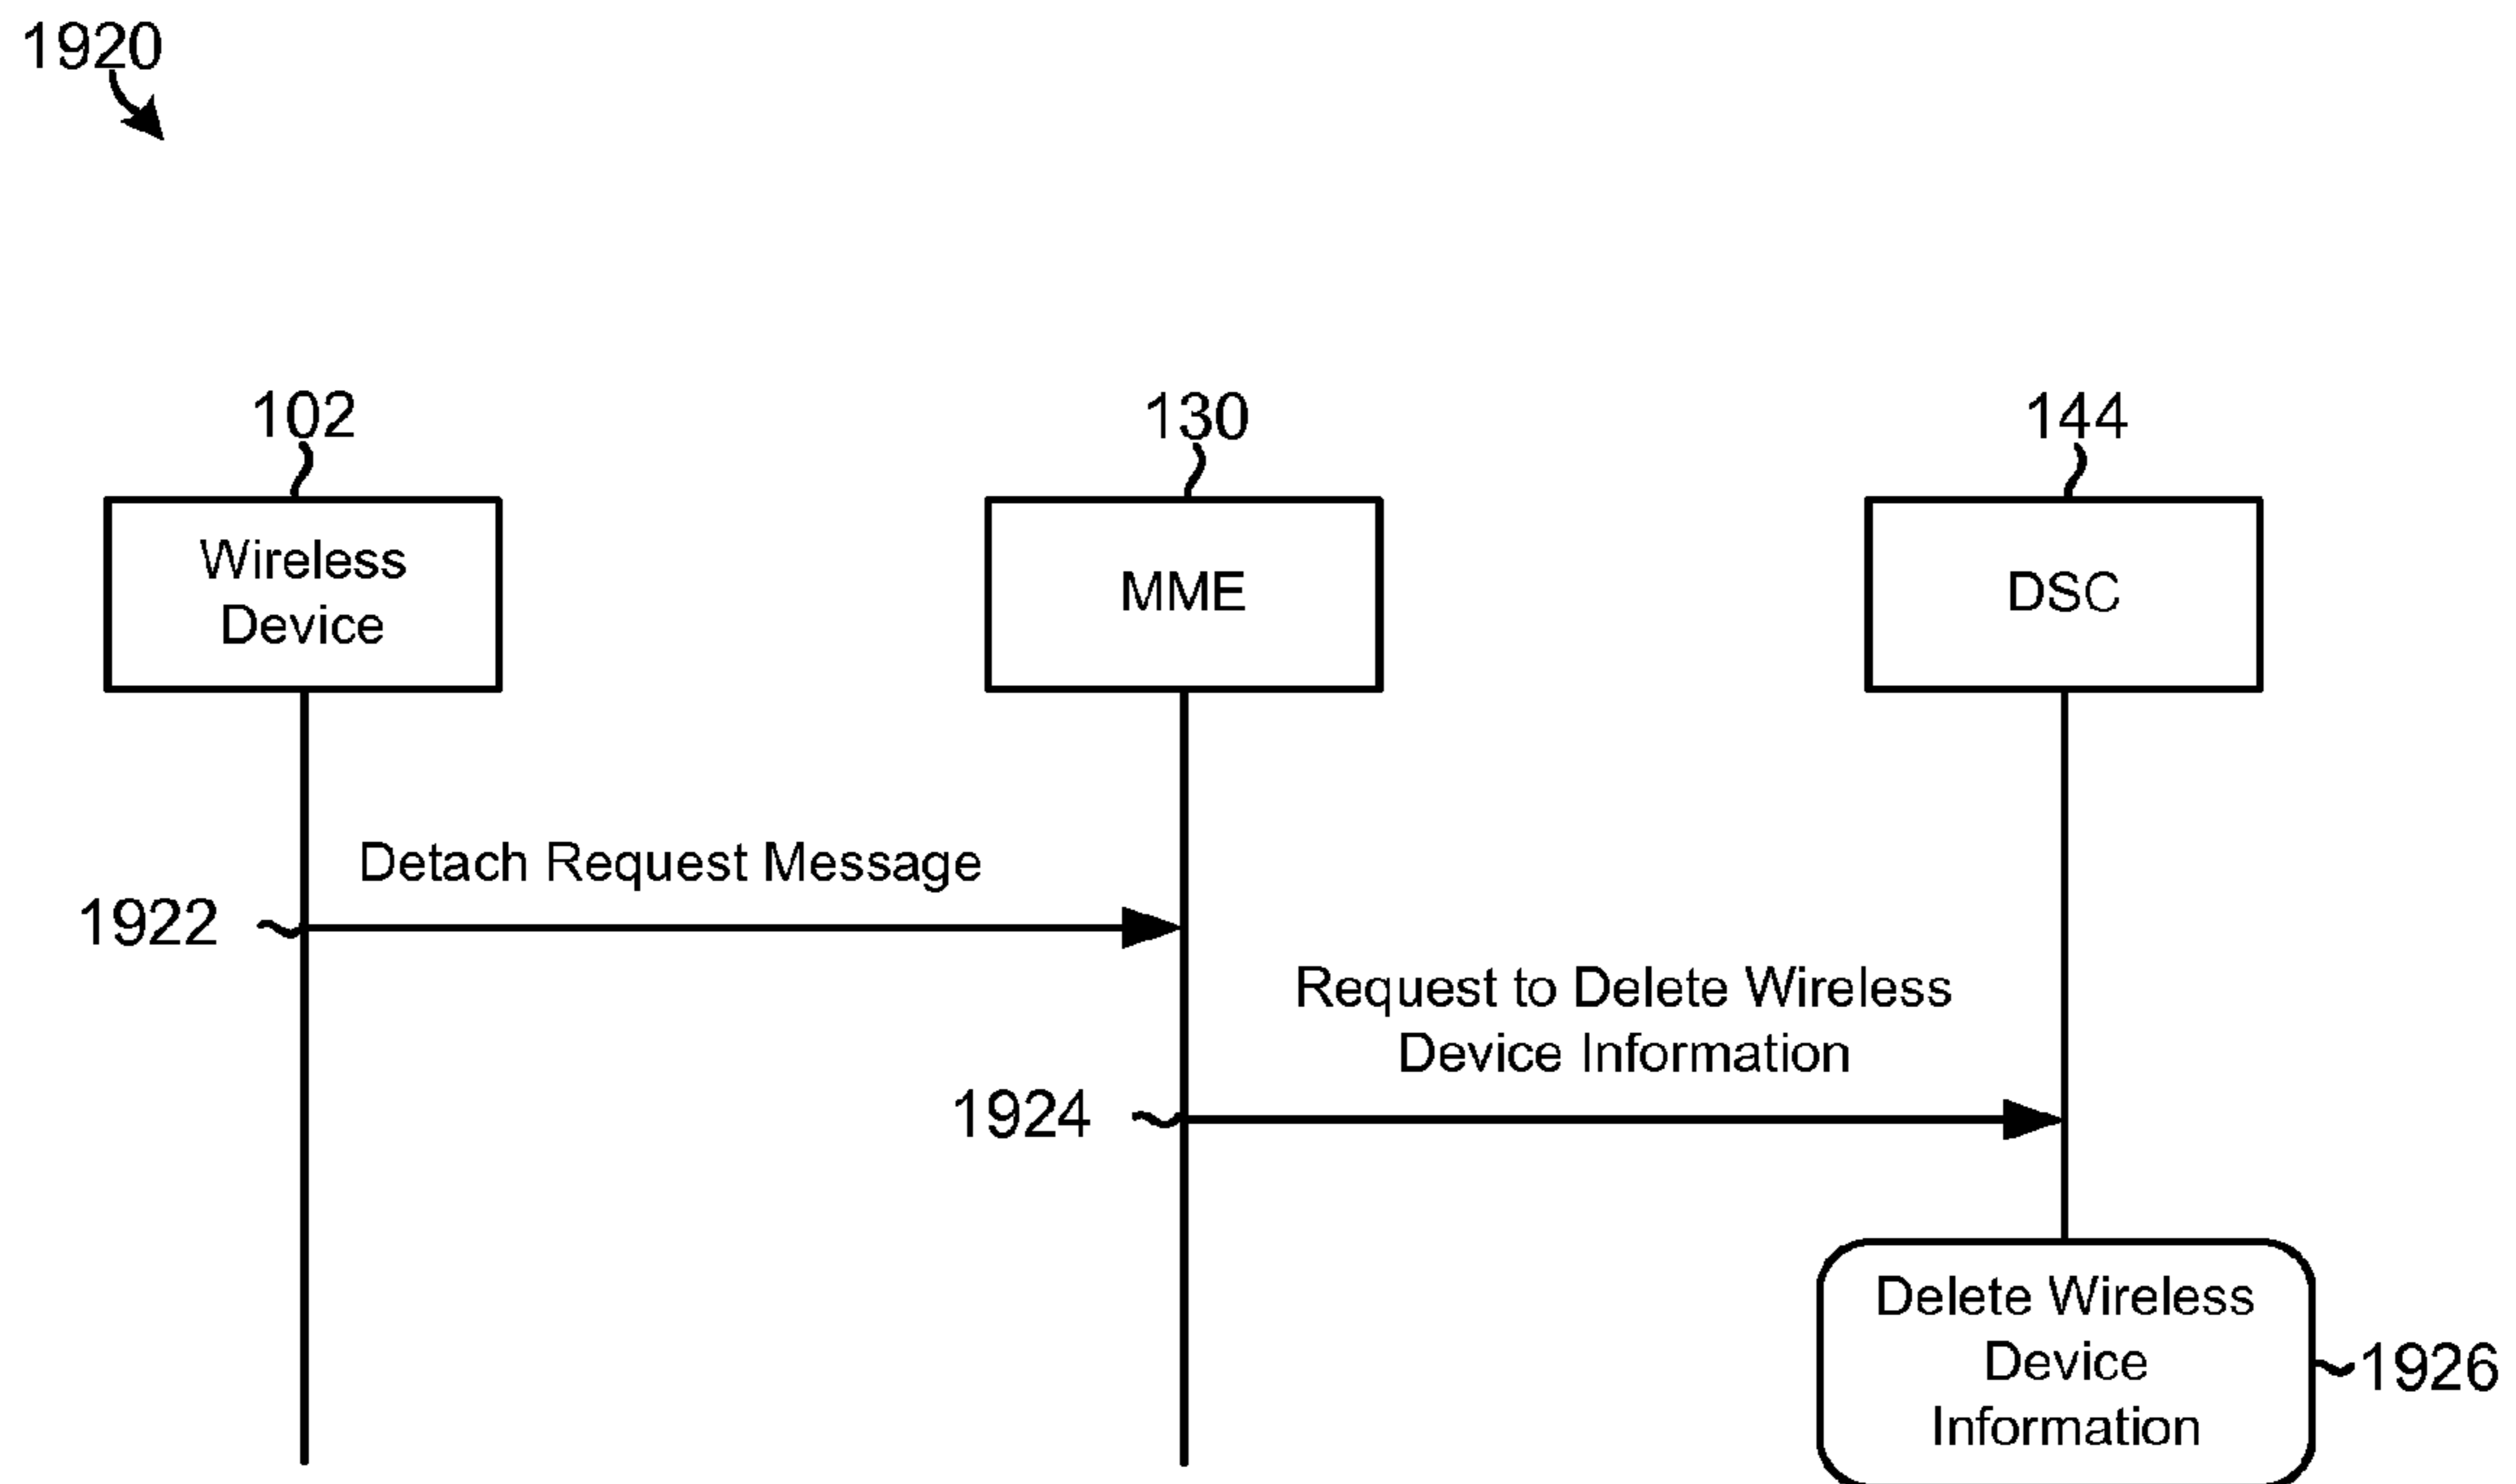 1920
102
130
144
Wireless
Device
MME
DSC
Detach Request Message
1922
Request to Delete Wireless
Device Information
1924
Delete Wireless
Device
Information
1926